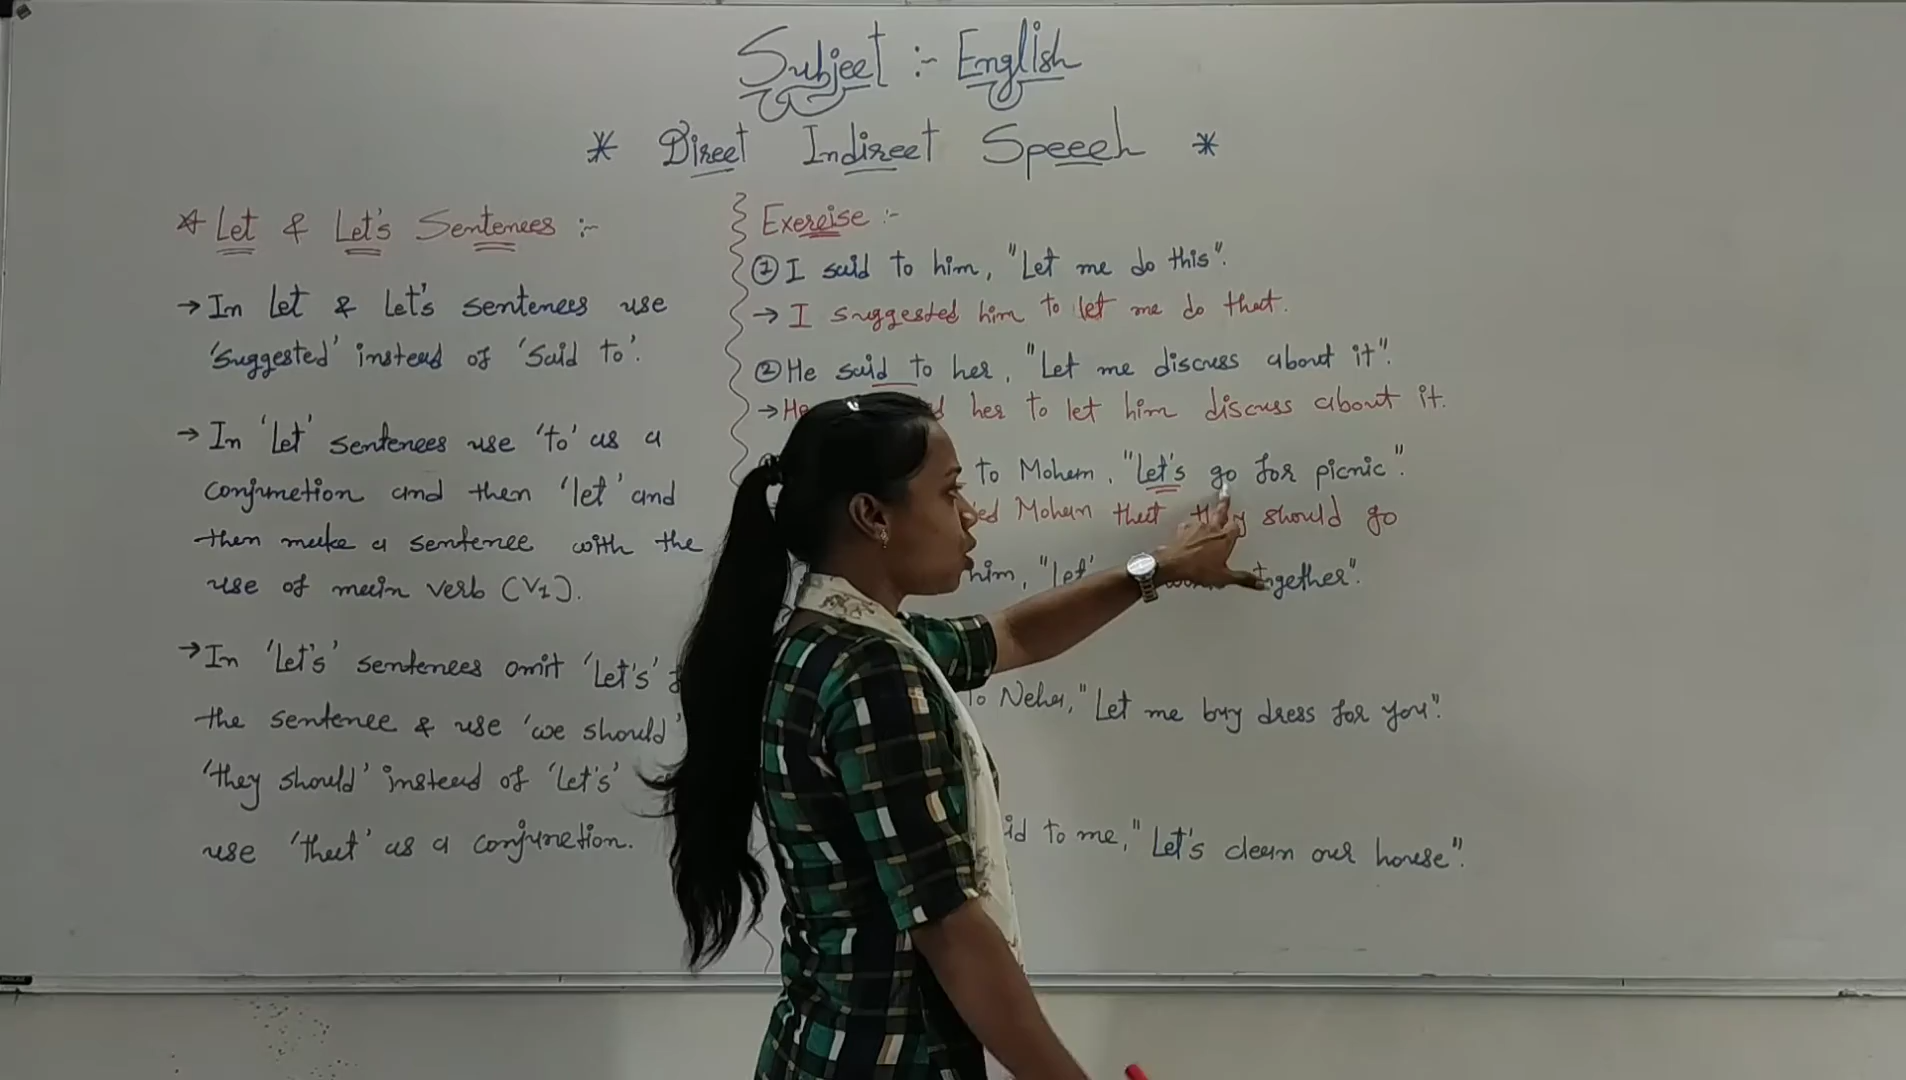 Subject :- English
* Direct Indirect Speech *
* Let & Let's Sentences :-
→ In let & let's sentences use
'suggested' instead of 'Said to'.
→ In 'Let' sentences use 'to' as a
conjunction and then 'let' and
then make a sentence with the
use of main verb (V1).
→ In 'Let's' sentences omit 'Let's'
the sentence & use 'we should'
'they should' instead of 'Let's'
use 'that' as a conjunction.
Exercise :-
① I said to him, "Let me do this".
→ I suggested him to let me do that.
② He said to her, "Let me discuss about it".
→ He her to let him discuss about it.
to Mohan, "Let's go for picnic".
Mohan that they should go
him, "let' together".
to Neha, "Let me buy dress for you".
to me, "Let's clean our house".